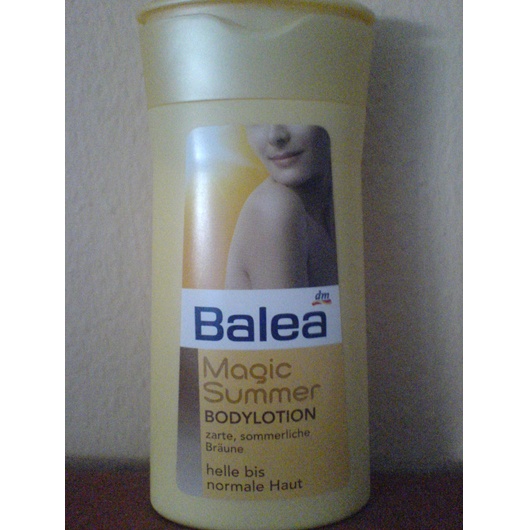 dm
Balea
Magic
Summer
BODYLOTION
zarte, sommerliche
Bräune
helle bis
normale Haut